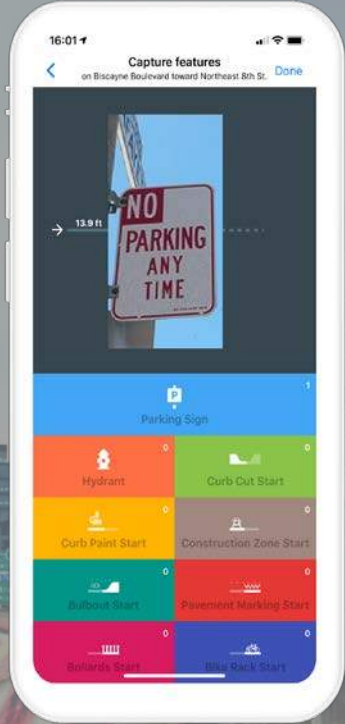 16:01
Capture features
on Biscayne Boulevard toward Northeast 8th St.
Done
13.9 ft
NO
PARKING
ANY
TIME
1
Parking Sign
0
Hydrant
0
Curb Cut Start
0
Curb Paint Start
0
Construction Zone Start
0
Bulbout Start
0
Pavement Marking Start
0
Bollards Start
0
Bike Rack Start